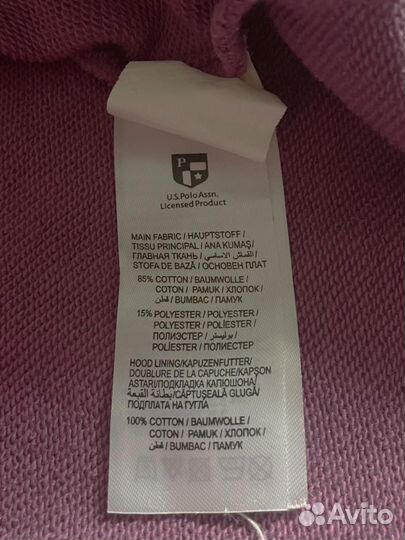 P
U.S. Polo Assn.
Licensed Product
MAIN FABRIC / HAUPTSTOFF /
TISSU PRINCIPAL / ANA KUMAŞ/
ГЛАВНАЯ ТКАНЬ / القماش الاساسي /
STOFA DE BAZĂ / ОСНОВЕН ПЛАТ
85% COTTON / BAUMWOLLE /
COTON / PAMUK / ХЛОПОК /
قطن / BUMBAC / ПАМУК
15% POLYESTER / POLYESTER /
POLYESTER / POLİESTER /
ПОЛИЭСТЕР / بوليستر /
POLIESTER / ПОЛИЕСТЕР
HOOD LINING/KAPUZENFUTTER/
DOUBLURE DE LA CAPUCHE/KAPŞON
ASTARI/ПОДКЛАДКА КАПЮШОНА/
بطانة القبعة/CĂPTUŞEALĂ GLUGĂ/
ПОДПЛАТА НА ГУГЛА
100% COTTON / BAUMWOLLE /
COTON / PAMUK / ХЛОПОК /
قطن / BUMBAC / ПАМУК
Avito